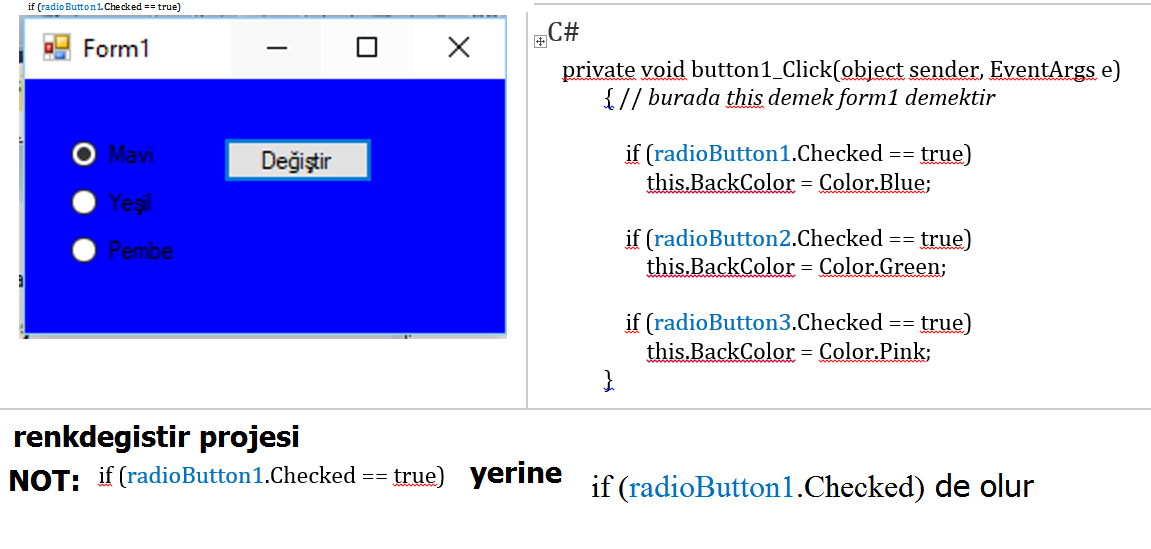 if (radioButton1.Checked == true)
Form1
Mavi
Değiştir
Yeşil
Pembe
C#
private void button1_Click(object sender, EventArgs e)
{ // burada this demek form1 demektir
if (radioButton1.Checked == true)
this.BackColor = Color.Blue;
if (radioButton2.Checked == true)
this.BackColor = Color.Green;
if (radioButton3.Checked == true)
this.BackColor = Color.Pink;
}
renkdegistir projesi
NOT: if (radioButton1.Checked == true) yerine if (radioButton1.Checked) de olur